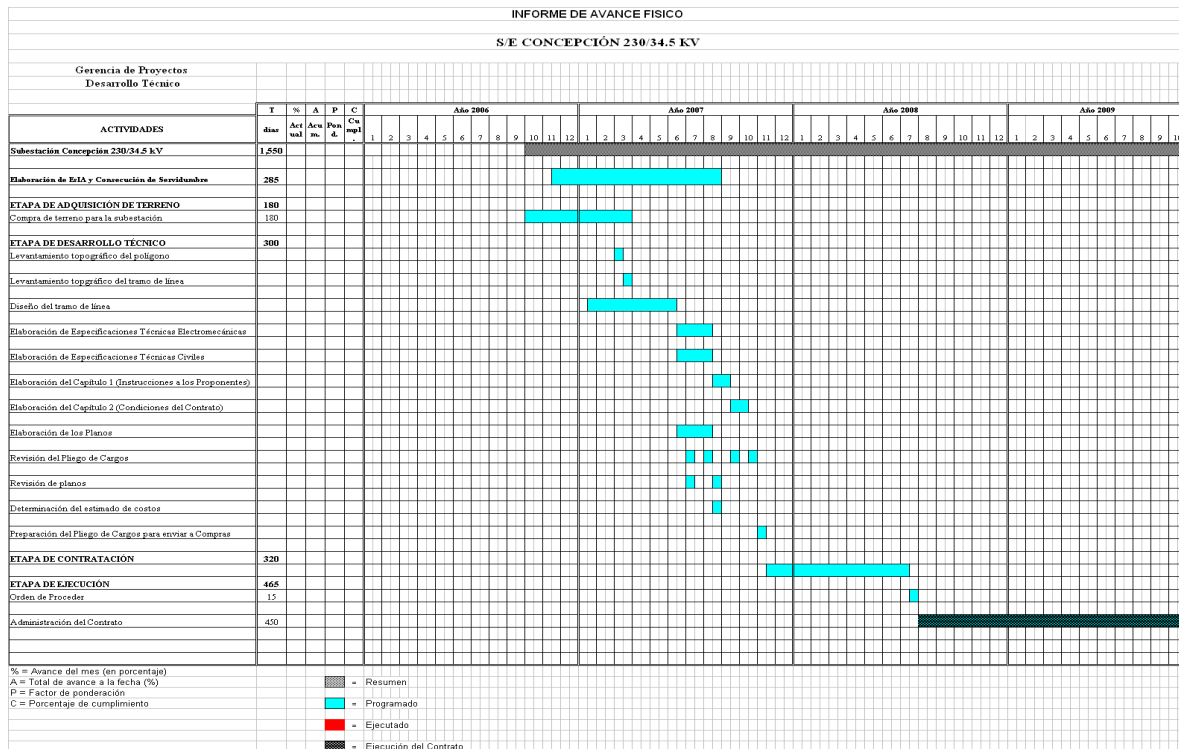 INFORME DE AVANCE FISICO
S/E CONCEPCIÓN 230/34.5 KV
Gerencia de Proyectos
Desarrollo Técnico
T % A P C Año 2006 Año 2007 Año 2008 Año 2009
ACTIVIDADES días Act ual Acu m. Pon d. Cu mpl . 1 2 3 4 5 6 7 8 9 10 11 12 1 2 3 4 5 6 7 8 9 10 11 12 1 2 3 4 5 6 7 8 9 10 11 12 1 2 3 4 5 6 7 8 9 10
Subestación Concepción 230/34.5 kV 1,550
Elaboración de EsIA y Consecución de Servidumbre 285
ETAPA DE ADQUISICIÓN DE TERRENO 180
Compra de terreno para la subestación 180
ETAPA DE DESARROLLO TÉCNICO 300
Levantamiento topográfico del polígono
Levantamiento topgráfico del tramo de línea
Diseño del tramo de línea
Elaboración de Especificaciones Técnicas Electromecánicas
Elaboración de Especificaciones Técnicas Civiles
Elaboración del Capítulo 1 (Instrucciones a los Proponentes)
Elaboración del Capítulo 2 (Condiciones del Contrato)
Elaboración de los Planos
Revisión del Pliego de Cargos
Revisión de planos
Determinación del estimado de costos
Preparación del Pliego de Cargos para enviar a Compras
ETAPA DE CONTRATACIÓN 320
ETAPA DE EJECUCIÓN 465
Orden de Proceder 15
Administración del Contrato 450
% = Avance del mes (en porcentaje)
A = Total de avance a la fecha (%)
P = Factor de ponderación
C = Porcentaje de cumplimiento
= Resumen
= Programado
= Ejecutado
= Ejecución del Contrato